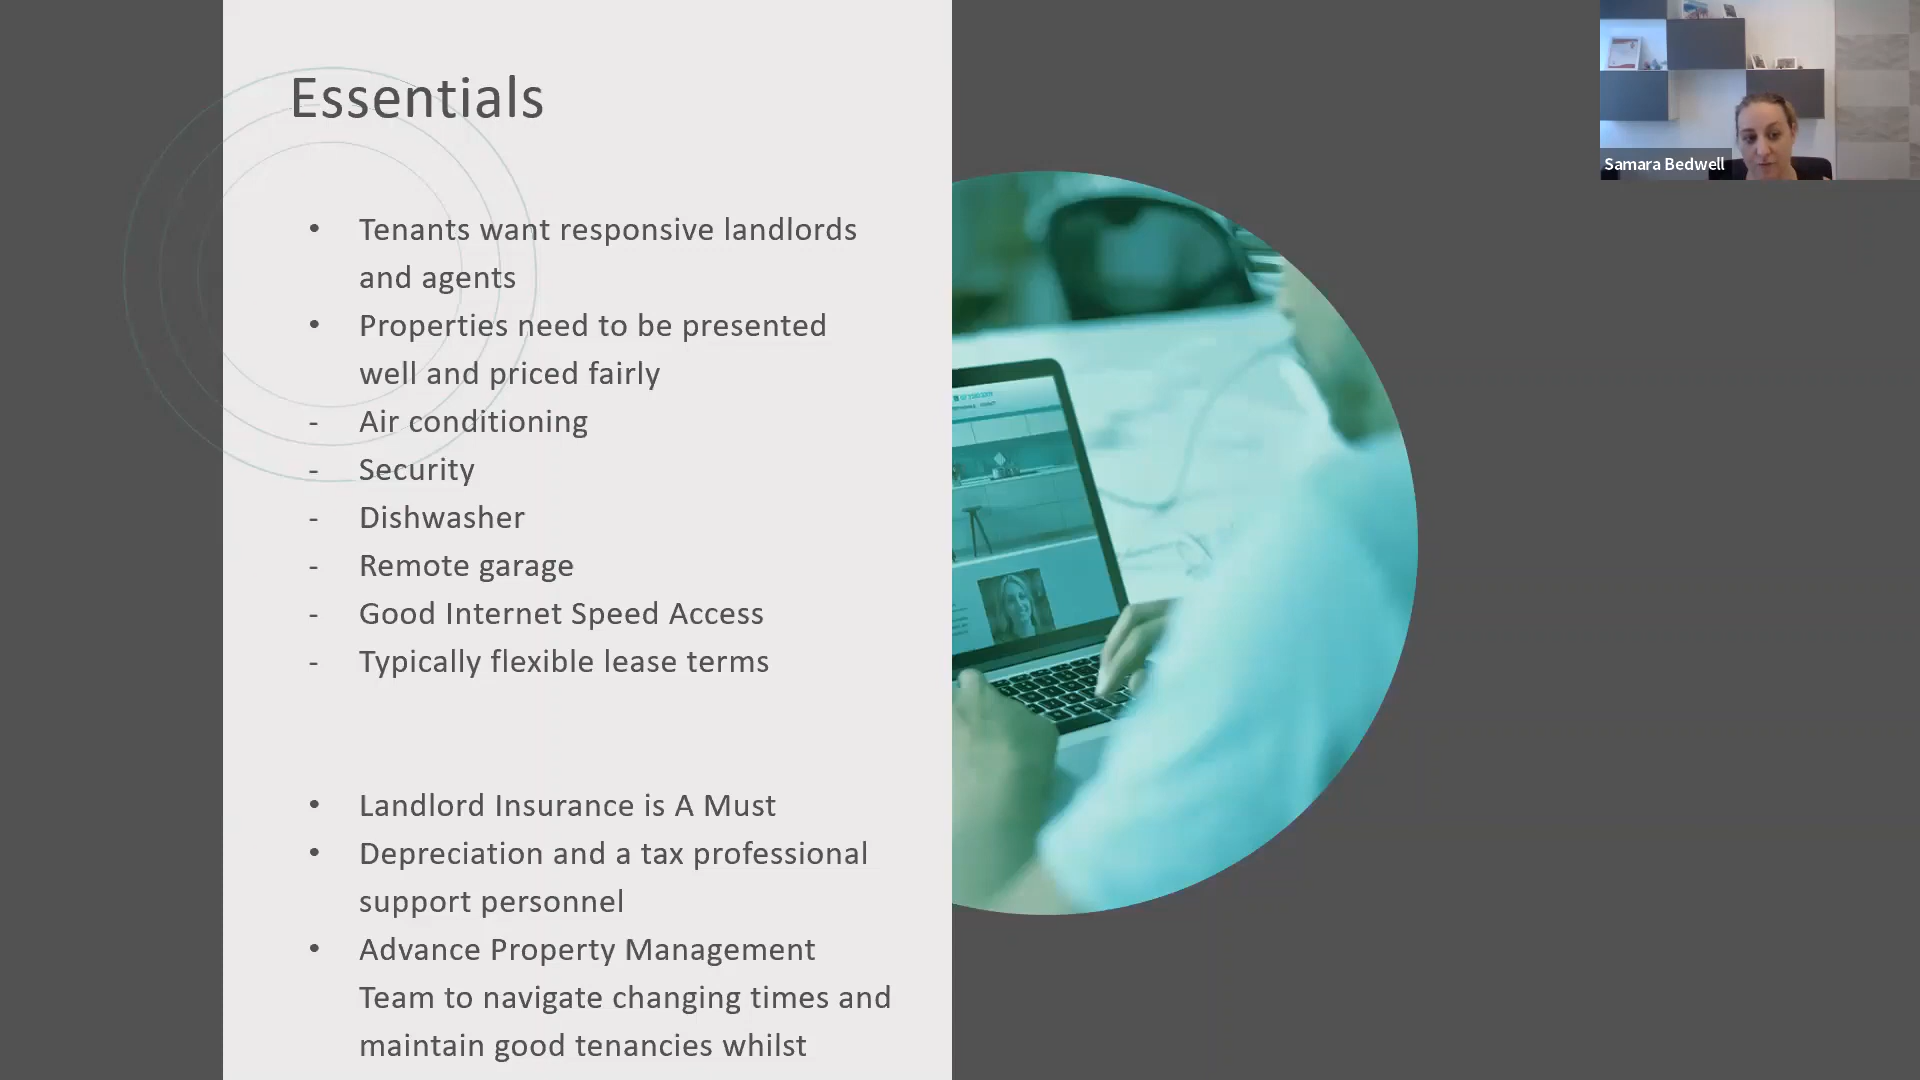 Essentials
• Tenants want responsive landlords
and agents
• Properties need to be presented
well and priced fairly
- Air conditioning
- Security
- Dishwasher
- Remote garage
- Good Internet Speed Access
- Typically flexible lease terms
• Landlord Insurance is A Must
• Depreciation and a tax professional
support personnel
• Advance Property Management
Team to navigate changing times and
maintain good tenancies whilst
Samara Bedwell